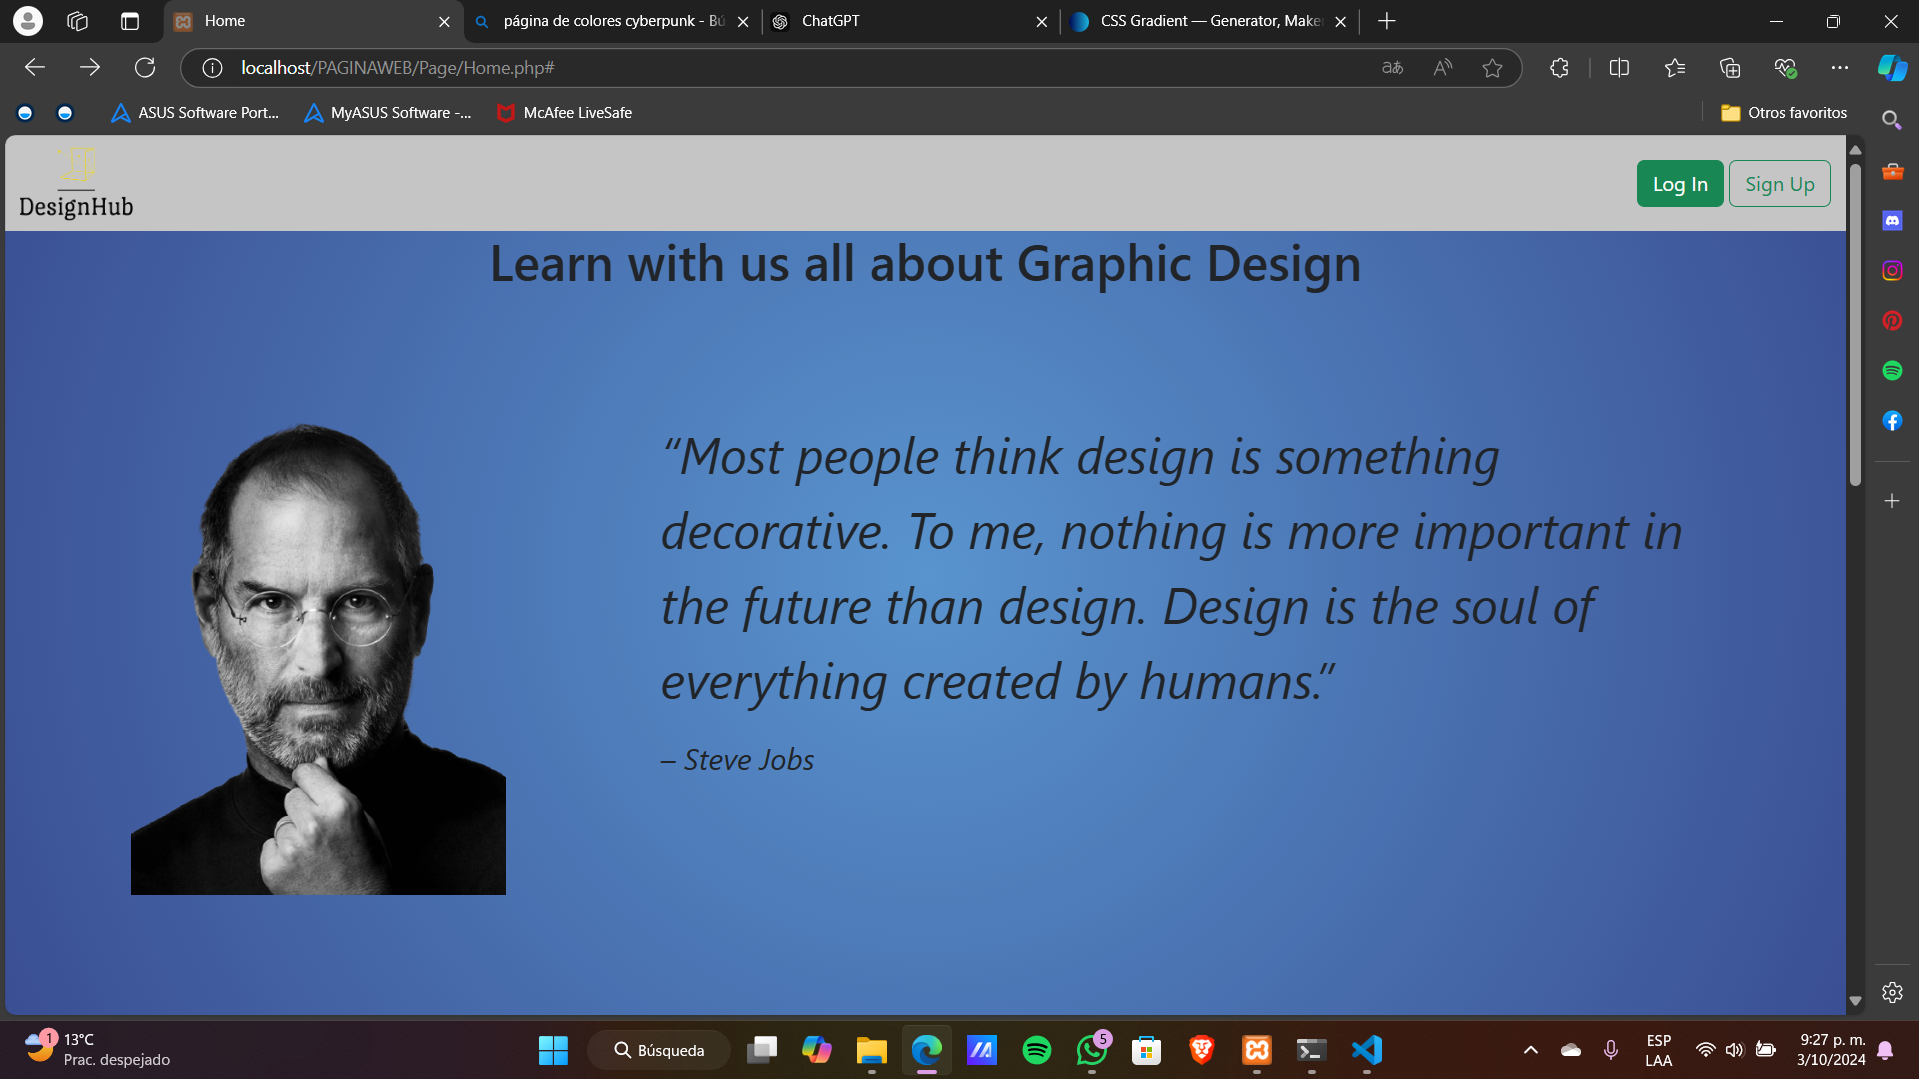 Home
página de colores cyberpunk - Bú
ChatGPT
CSS Gradient — Generator, Maker
localhost/PAGINAWEB/Page/Home.php#
ASUS Software Port...
MyASUS Software -...
McAfee LiveSafe
Otros favoritos
DesignHub
Log In
Sign Up
Learn with us all about Graphic Design
“Most people think design is something
decorative. To me, nothing is more important in
the future than design. Design is the soul of
everything created by humans.”
– Steve Jobs
1
13°C
Prac. despejado
Búsqueda
5
ESP
LAA
9:27 p. m.
3/10/2024